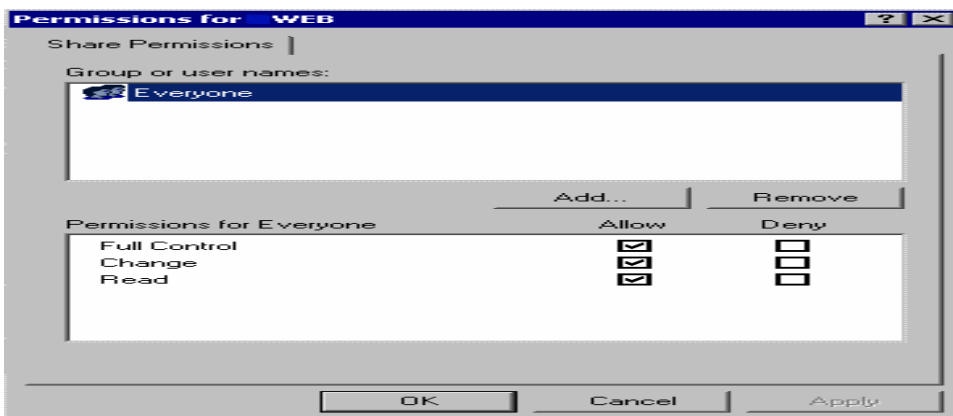 Permissions for WEB
Share Permissions
Group or user names:
Everyone
Add... Remove
Permissions for Everyone Allow Deny
Full Control
Change
Read
OK Cancel Apply